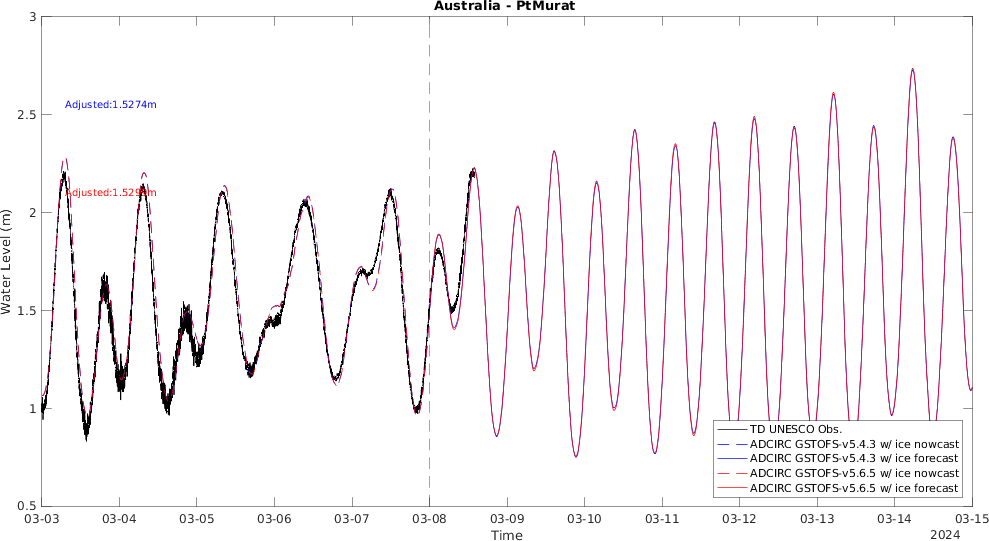 Australia - PtMurat
3
2.5
2
1.5
1
0.5
Water Level (m)
Adjusted:1.5274m
03-03
03-04
03-05
03-06
03-07
03-08
03-09
03-10
03-11
03-12
03-13
03-14
03-15
Time
2024
TD UNESCO Obs.
ADCIRC GSTOFS-v5.4.3 w/ ice nowcast
ADCIRC GSTOFS-v5.4.3 w/ ice forecast
ADCIRC GSTOFS-v5.6.5 w/ ice nowcast
ADCIRC GSTOFS-v5.6.5 w/ ice forecast